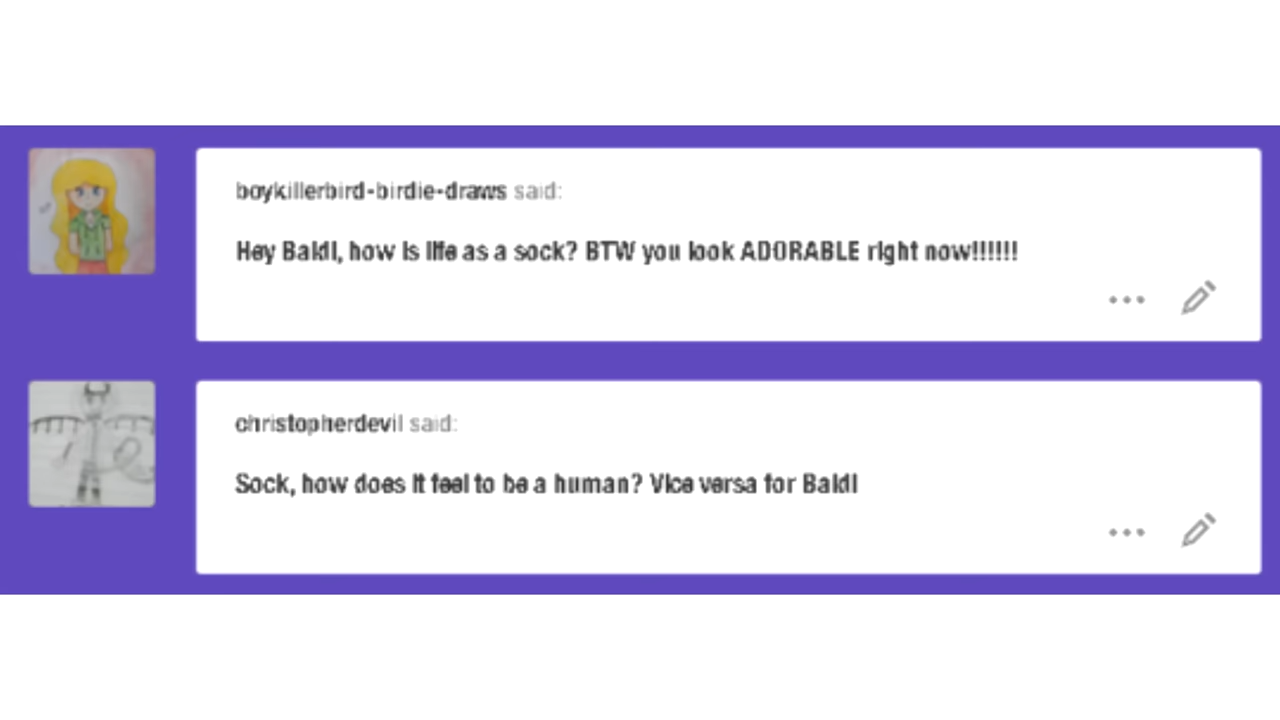 boykillerbird-birdie-draws said:
Hey Baldi, how is life as a sock? BTW you look ADORABLE right now!!!!!!
christopherdevil said:
Sock, how does it feel to be a human? Vice versa for Baldi